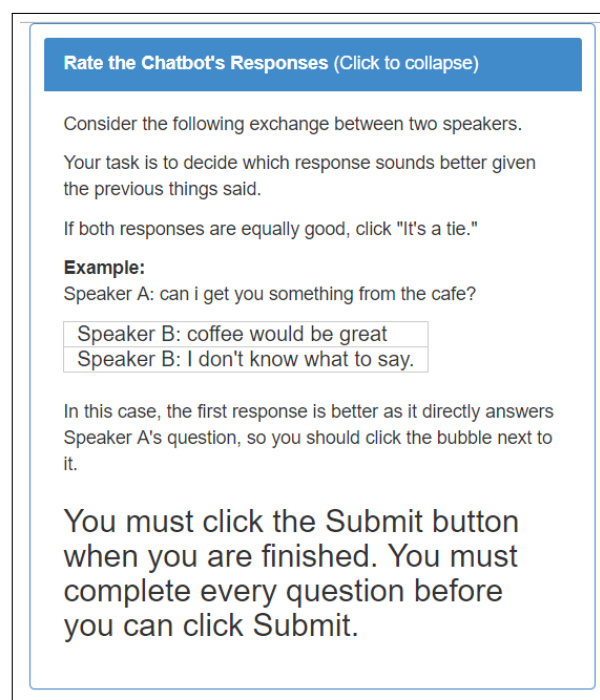 Rate the Chatbot's Responses (Click to collapse)
Consider the following exchange between two speakers.
Your task is to decide which response sounds better given
the previous things said.
If both responses are equally good, click "It's a tie."
Example:
Speaker A: can i get you something from the cafe?
Speaker B: coffee would be great
Speaker B: I don't know what to say.
In this case, the first response is better as it directly answers
Speaker A's question, so you should click the bubble next to
it.
You must click the Submit button
when you are finished. You must
complete every question before
you can click Submit.